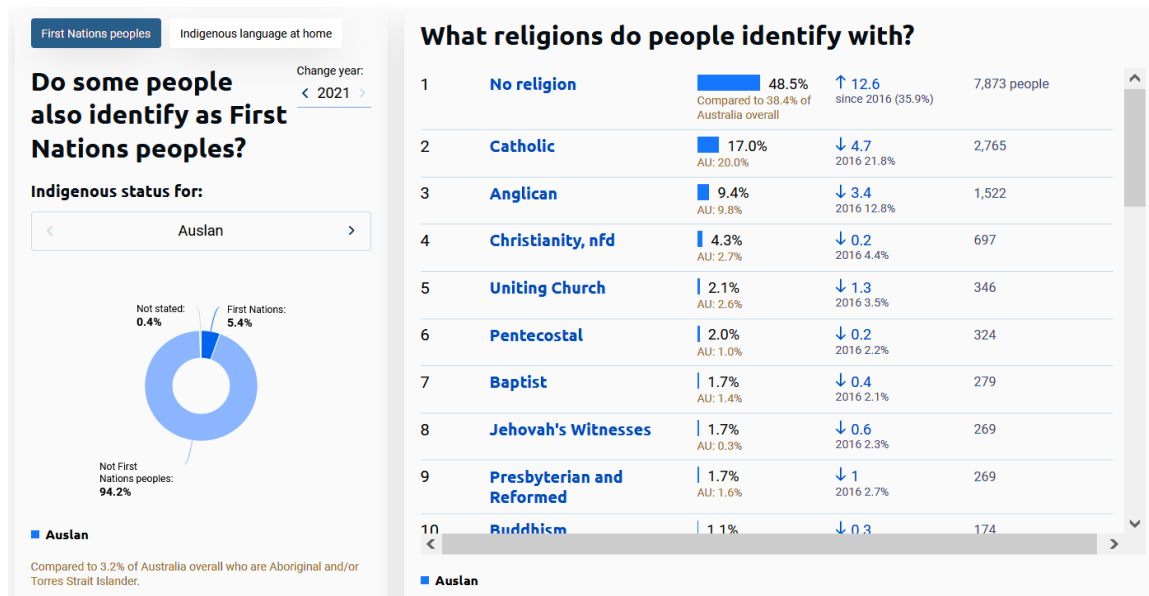 First Nations peoples
Indigenous language at home
Do some people
also identify as First
Nations peoples?
Change year:
< 2021 >
Indigenous status for:
< Auslan >
Not stated:
0.4%
First Nations:
5.4%
Not First
Nations peoples:
94.2%
Auslan
Compared to 3.2% of Australia overall who are Aboriginal and/or
Torres Strait Islander.
What religions do people identify with?
1 No religion 48.5% ↑ 12.6 7,873 people
Compared to 38.4% of since 2016 (35.9%)
Australia overall
2 Catholic 17.0% ↓ 4.7 2,765
AU: 20.0% 2016 21.8%
3 Anglican 9.4% ↓ 3.4 1,522
AU: 9.8% 2016 12.8%
4 Christianity, nfd 4.3% ↓ 0.2 697
AU: 2.7% 2016 4.4%
5 Uniting Church 2.1% ↓ 1.3 346
AU: 2.6% 2016 3.5%
6 Pentecostal 2.0% ↓ 0.2 324
AU: 1.0% 2016 2.2%
7 Baptist 1.7% ↓ 0.4 279
AU: 1.4% 2016 2.1%
8 Jehovah's Witnesses 1.7% ↓ 0.6 269
AU: 0.3% 2016 2.3%
9 Presbyterian and 1.7% ↓ 1 269
Reformed AU: 1.6% 2016 2.7%
10 Buddhism 1.1% ↓ 0.3 174
Auslan